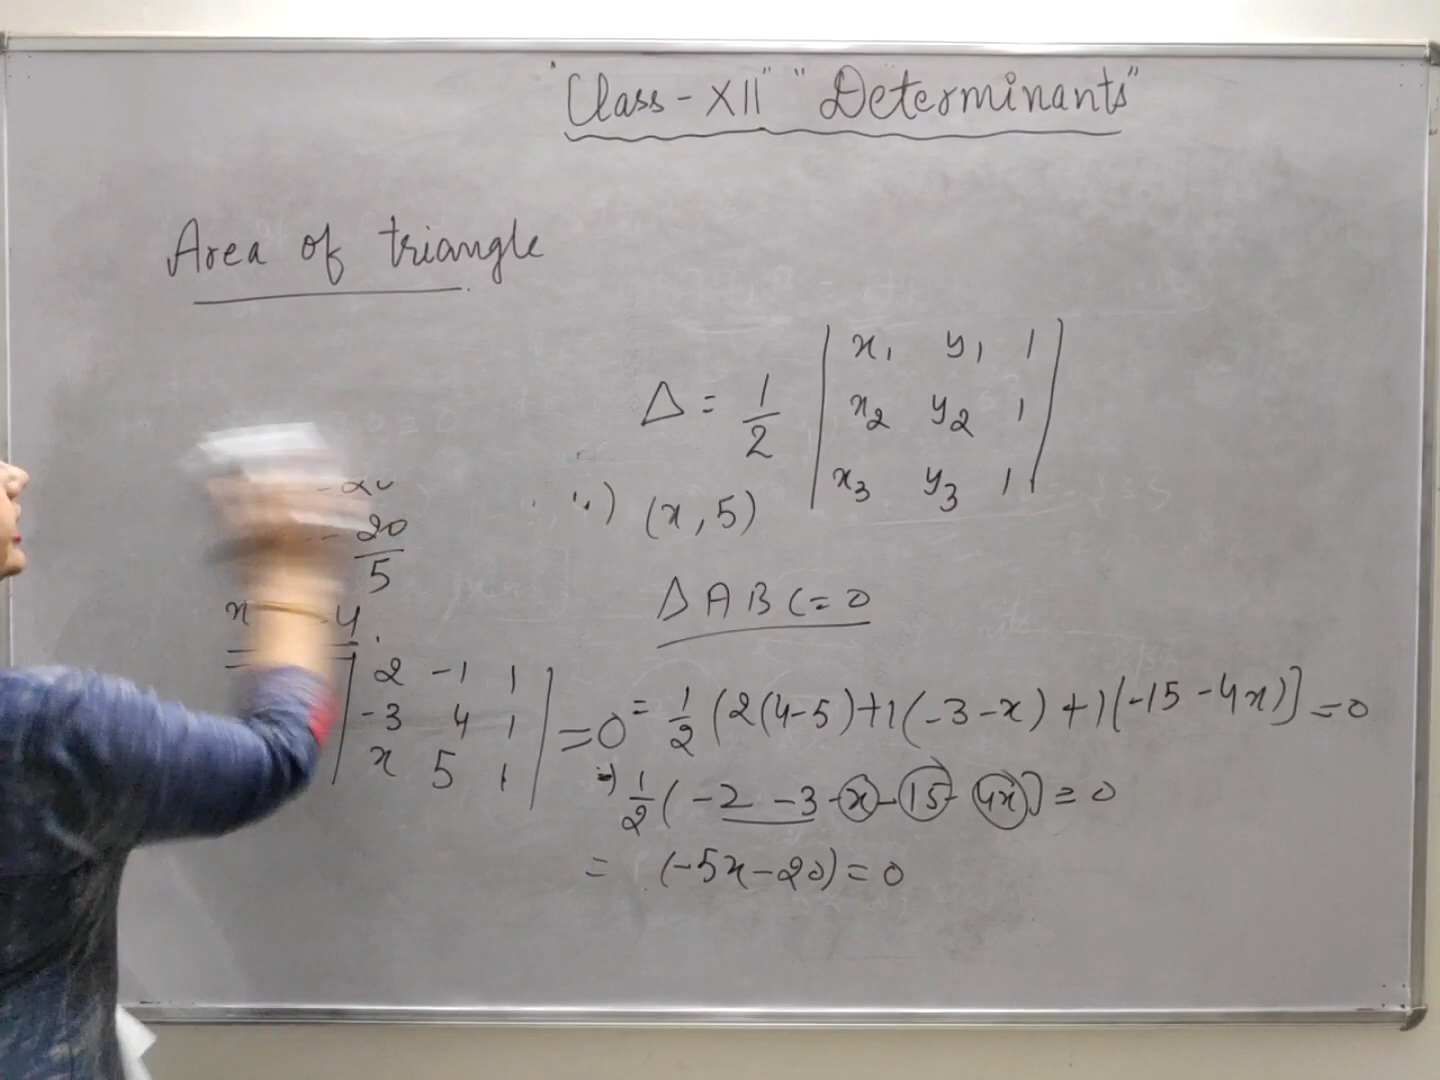 "Class-XII" "Determinants"
Area of triangle
Δ = 1/2 | x₁ y₁ 1 |
| x₂ y₂ 1 |
| x₃ y₃ 1 |
(x, 5)
ΔABC = 0
-20
5
x 4
| 2 -1 1 |
| -3 4 1 | = 0
| x 5 1 |
= 1/2 (2(4-5)+1(-3-x)+1(-15-4x)] = 0
⇒ 1/2 (-2 -3 -x -15 -4x] = 0
= (-5x-20) = 0